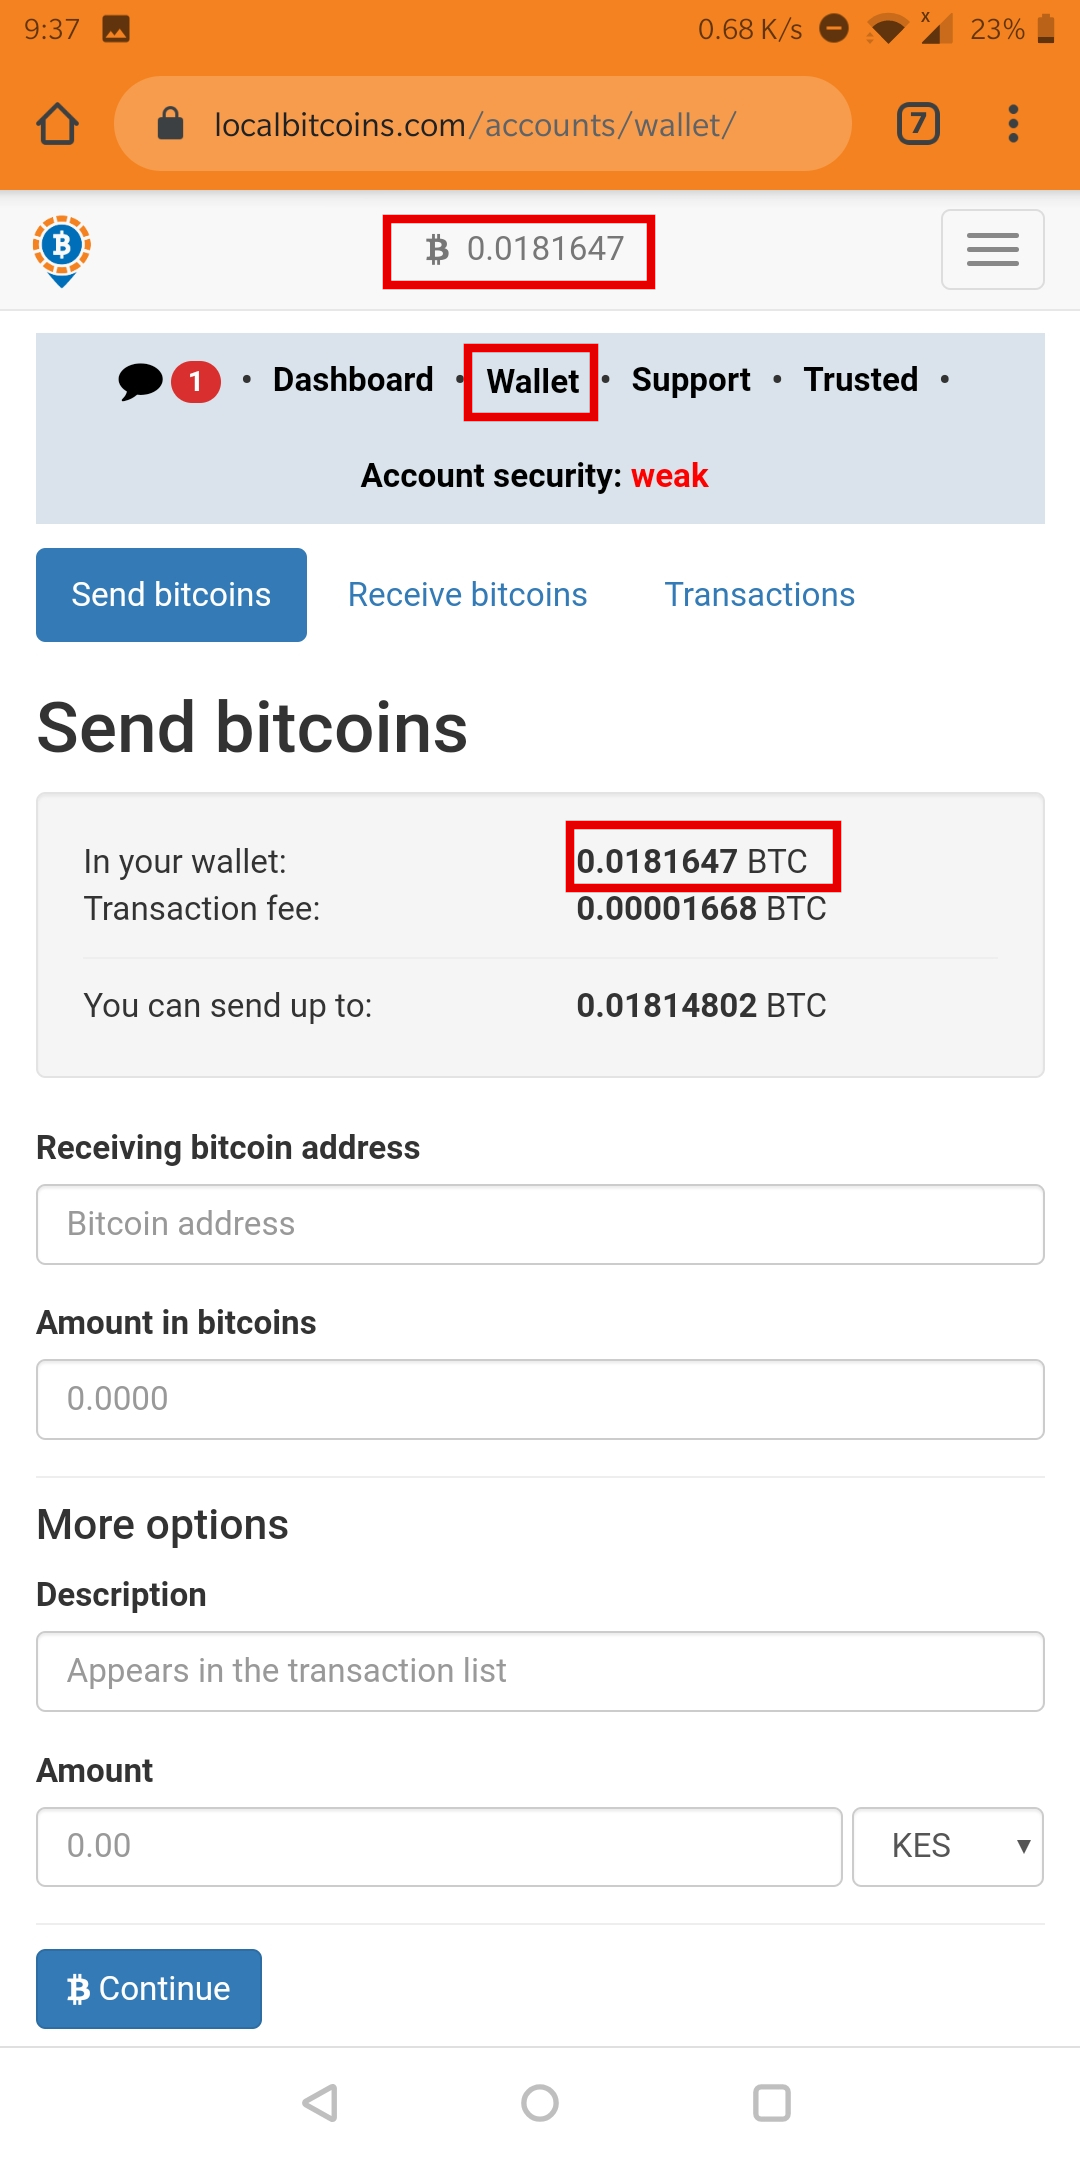 9:37 0.68 K/s x 23%
localbitcoins.com/accounts/wallet/ 7
0.0181647
1 • Dashboard • Wallet • Support • Trusted •
Account security: weak
Send bitcoins Receive bitcoins Transactions
Send bitcoins
In your wallet: 0.0181647 BTC
Transaction fee: 0.00001668 BTC
You can send up to: 0.01814802 BTC
Receiving bitcoin address
Bitcoin address
Amount in bitcoins
0.0000
More options
Description
Appears in the transaction list
Amount
0.00 KES
Continue